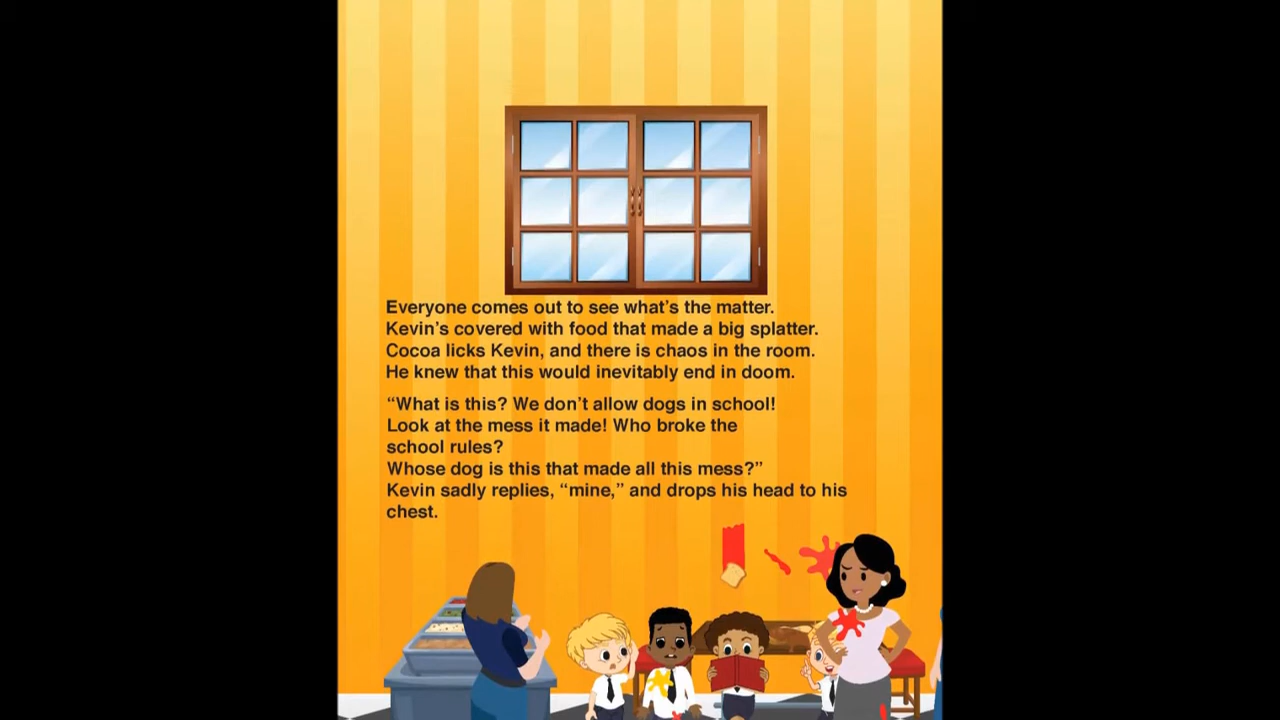 Everyone comes out to see what’s the matter.
Kevin’s covered with food that made a big splatter.
Cocoa licks Kevin, and there is chaos in the room.
He knew that this would inevitably end in doom.
“What is this? We don’t allow dogs in school!
Look at the mess it made! Who broke the
school rules?
Whose dog is this that made all this mess?”
Kevin sadly replies, “mine,” and drops his head to his
chest.